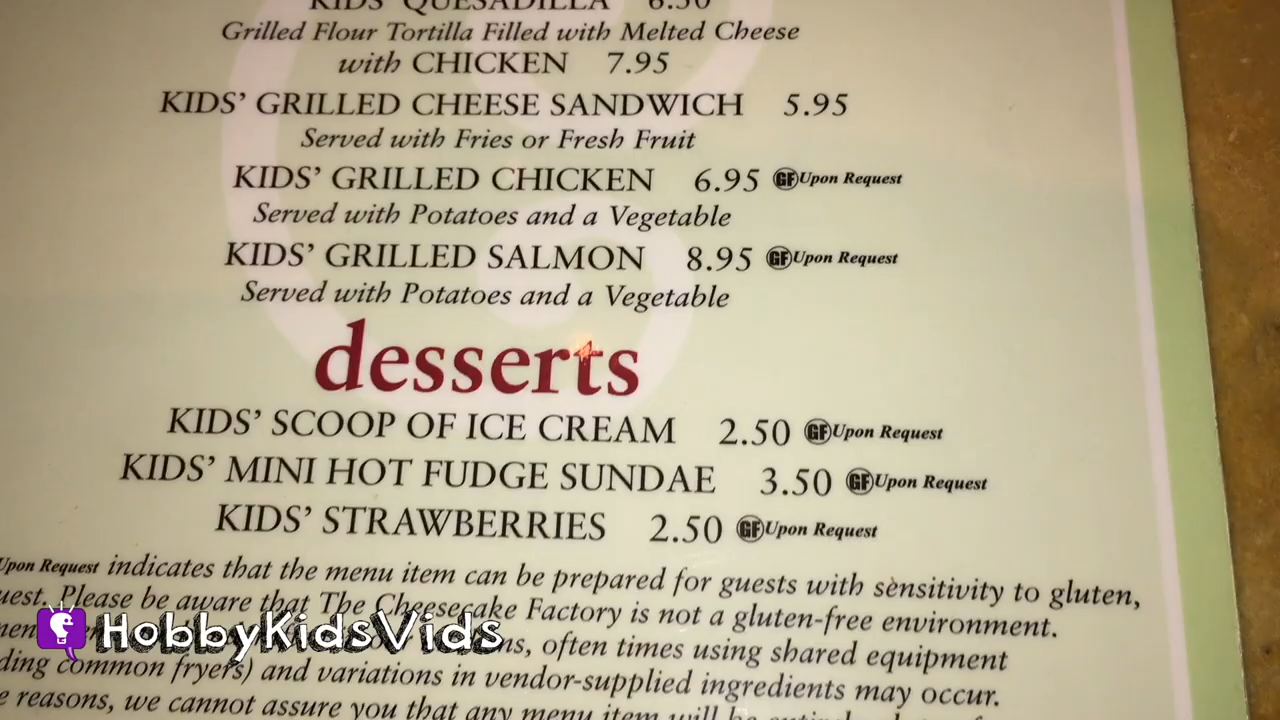 KIDS' QUESADILLA 6.50
Grilled Flour Tortilla Filled with Melted Cheese
with CHICKEN 7.95
KIDS' GRILLED CHEESE SANDWICH 5.95
Served with Fries or Fresh Fruit
KIDS' GRILLED CHICKEN 6.95 GF Upon Request
Served with Potatoes and a Vegetable
KIDS' GRILLED SALMON 8.95 GF Upon Request
Served with Potatoes and a Vegetable
desserts
KIDS' SCOOP OF ICE CREAM 2.50 GF Upon Request
KIDS' MINI HOT FUDGE SUNDAE 3.50 GF Upon Request
KIDS' STRAWBERRIES 2.50 GF Upon Request
Upon Request indicates that the menu item can be prepared for guests with sensitivity to gluten,
Please be aware that The Cheesecake Factory is not a gluten-free environment.
often times using shared equipment
common fryers) and variations in vendor-supplied ingredients may occur.
reasons, we cannot assure you that any menu item will be
HobbyKidsVids